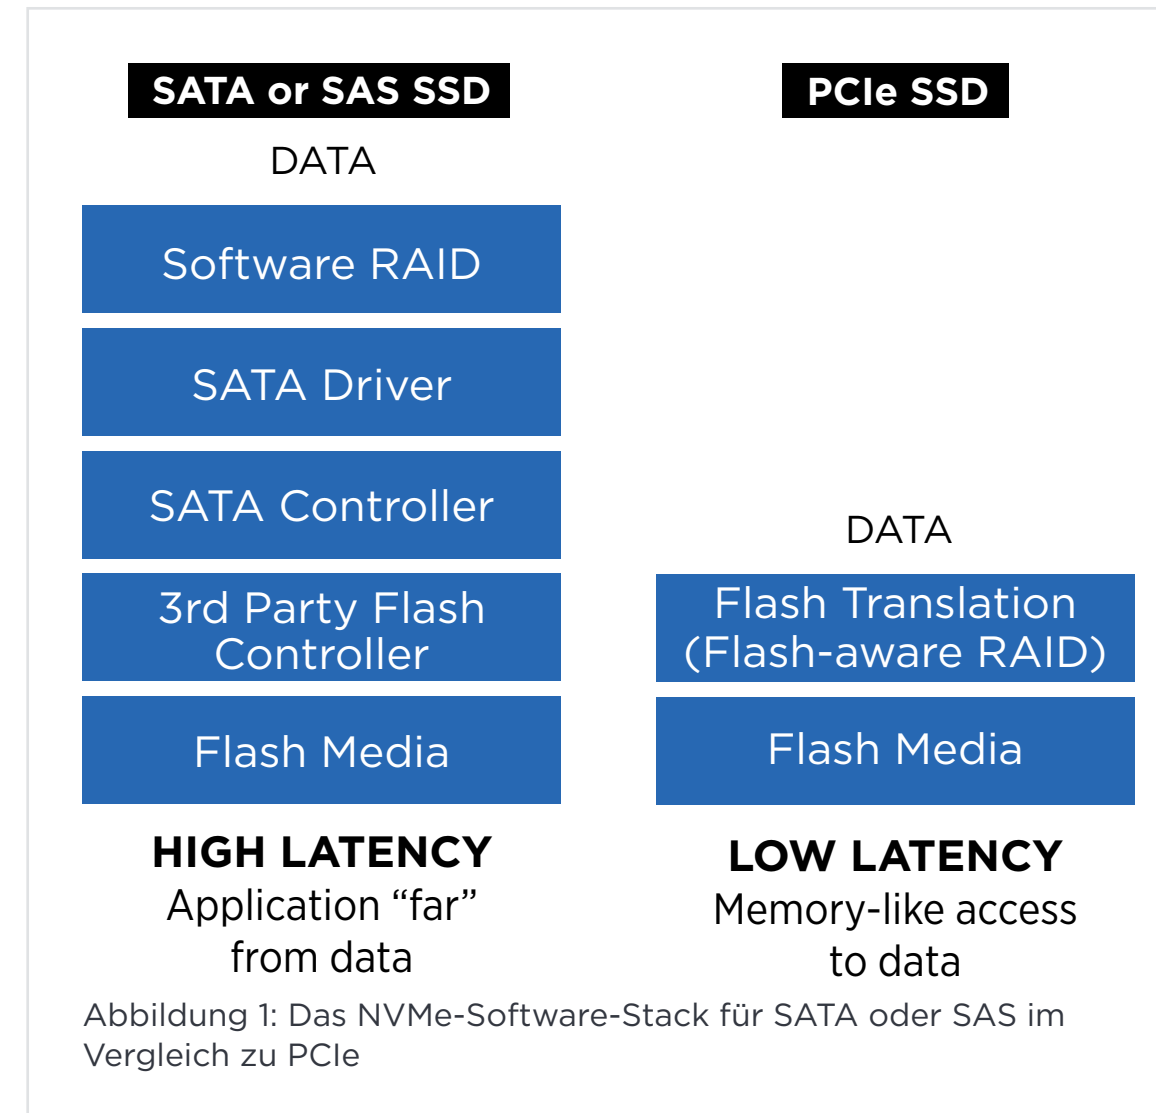 SATA or SAS SSD
DATA
Software RAID
SATA Driver
SATA Controller
3rd Party Flash
Controller
Flash Media
HIGH LATENCY
Application “far”
from data
PCIe SSD
DATA
Flash Translation
(Flash-aware RAID)
Flash Media
LOW LATENCY
Memory-like access
to data
Abbildung 1: Das NVMe-Software-Stack für SATA oder SAS im
Vergleich zu PCIe